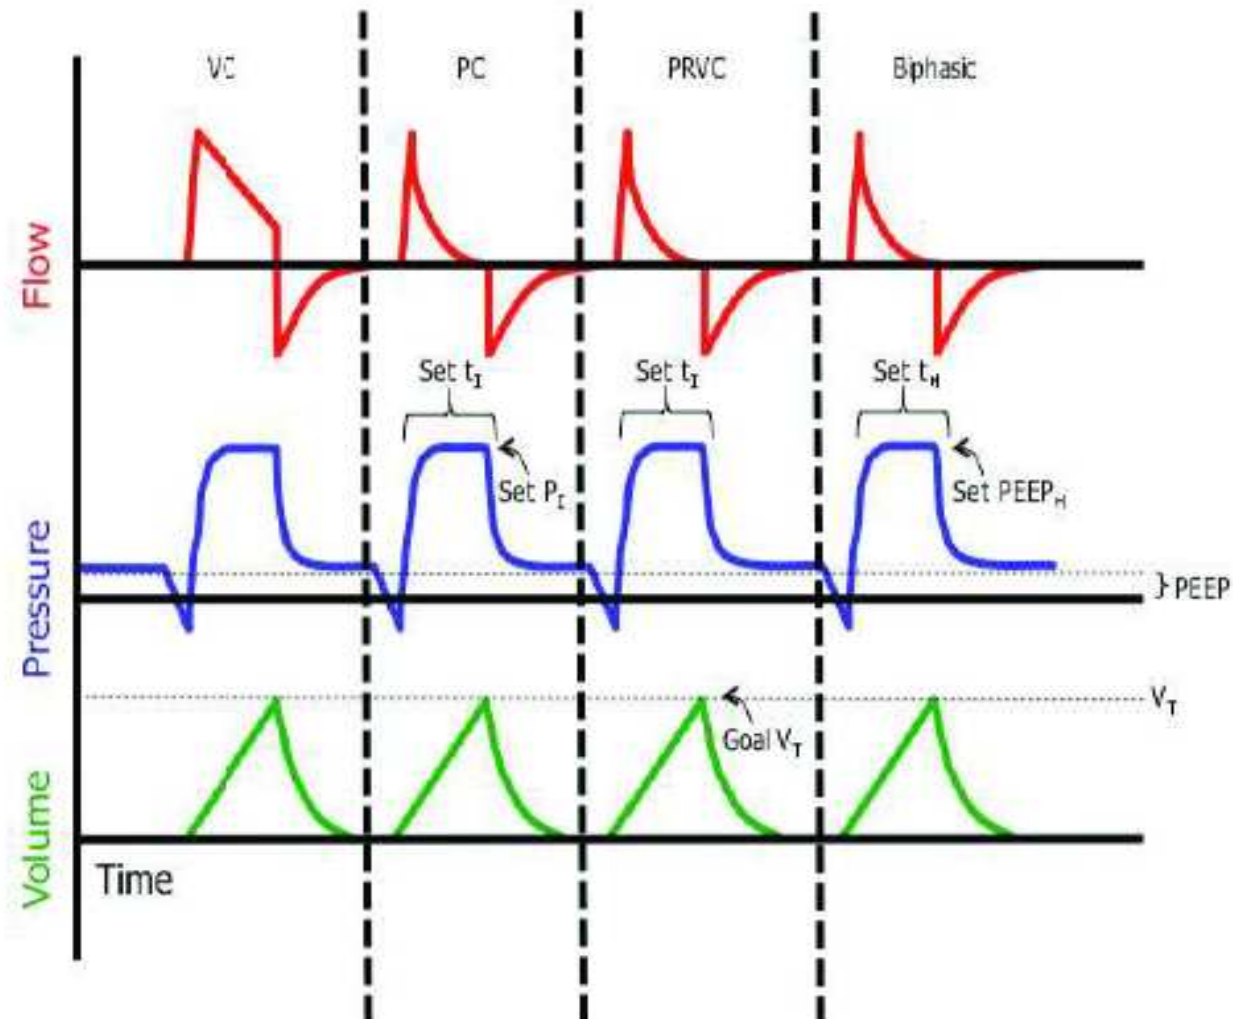 VC
PC
PRVC
Biphasic
Flow
Set tI
Set tI
Set tH
Set PI
Set PEEPH
Pressure
} PEEP
VT
Goal VT
Volume
Time